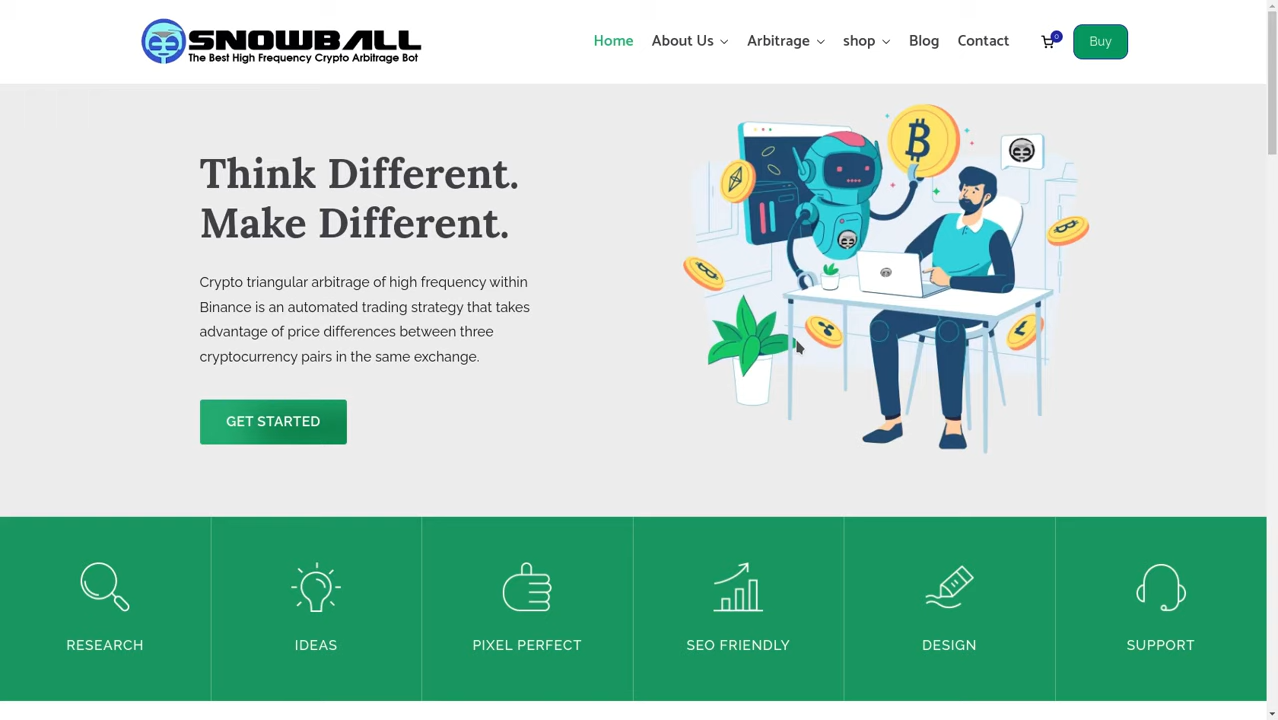 SNOWBALL
The Best High Frequency Crypto Arbitrage Bot
Home
About Us
Arbitrage
shop
Blog
Contact
0
Buy
Think Different.
Make Different.
Crypto triangular arbitrage of high frequency within
Binance is an automated trading strategy that takes
advantage of price differences between three
cryptocurrency pairs in the same exchange.
GET STARTED
RESEARCH
IDEAS
PIXEL PERFECT
SEO FRIENDLY
DESIGN
SUPPORT